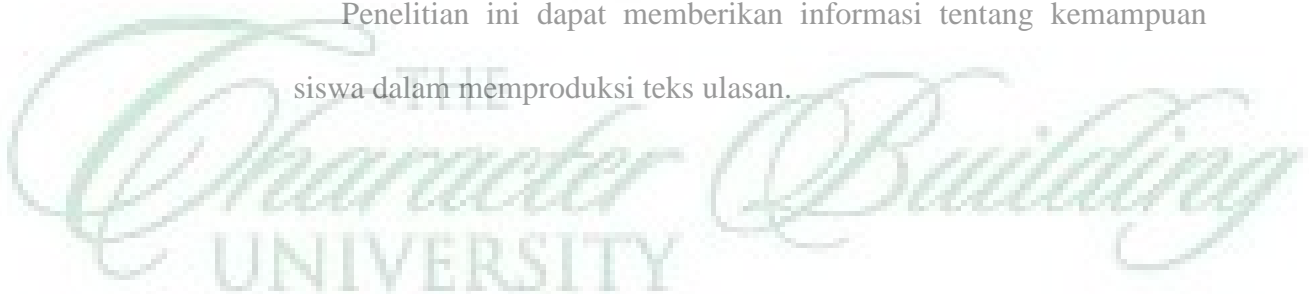 Penelitian ini dapat memberikan informasi tentang kemampuan
siswa dalam memproduksi teks ulasan.
THE
Character Building
UNIVERSITY